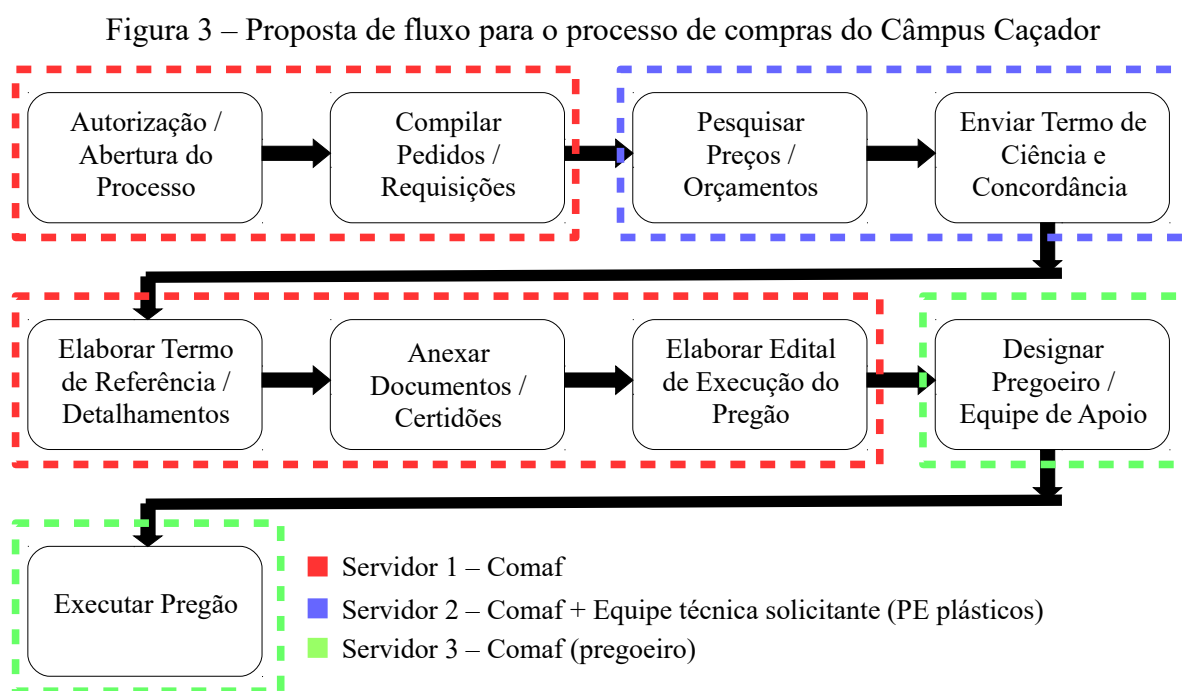 Figura 3 – Proposta de fluxo para o processo de compras do Câmpus Caçador
Autorização /
Abertura do
Processo
Compilar
Pedidos /
Requisições
Pesquisar
Preços /
Orçamentos
Enviar Termo de
Ciência e
Concordância
Elaborar Termo
de Referência /
Detalhamentos
Anexar
Documentos /
Certidões
Elaborar Edital
de Execução do
Pregão
Designar
Pregoeiro /
Equipe de Apoio
Executar Pregão
Servidor 1 – Comaf
Servidor 2 – Comaf + Equipe técnica solicitante (PE plásticos)
Servidor 3 – Comaf (pregoeiro)